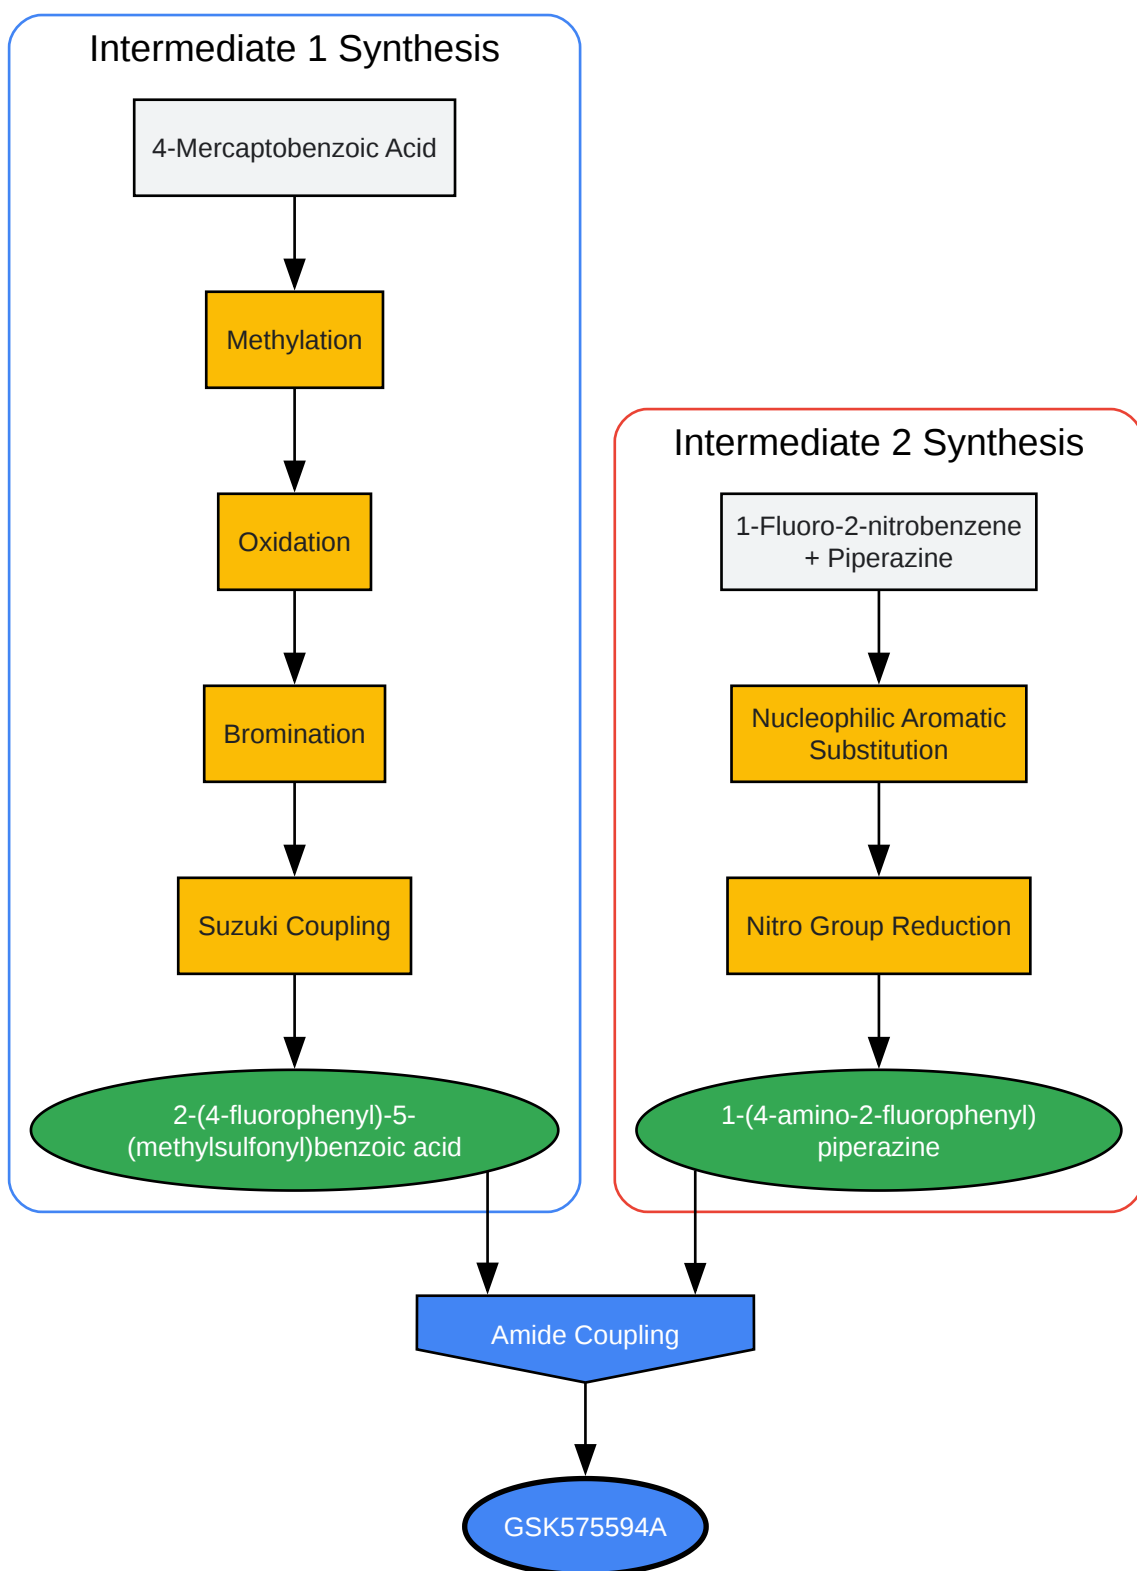 Intermediate 1 Synthesis
4-Mercaptobenzoic Acid
Methylation
Oxidation
Bromination
Suzuki Coupling
2-(4-fluorophenyl)-5-
(methylsulfonyl)benzoic acid
Intermediate 2 Synthesis
1-Fluoro-2-nitrobenzene
+ Piperazine
Nucleophilic Aromatic
Substitution
Nitro Group Reduction
1-(4-amino-2-fluorophenyl)
piperazine
Amide Coupling
GSK575594A